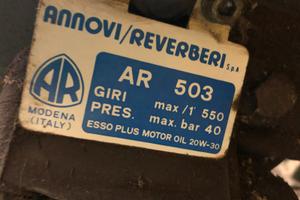 ANNOVI/REVERBERI S.p.A
AR 503
AR
GIRI max/1' 550
PRES. max. bar 40
MODENA
(ITALY)
ESSO PLUS MOTOR OIL 20W-30